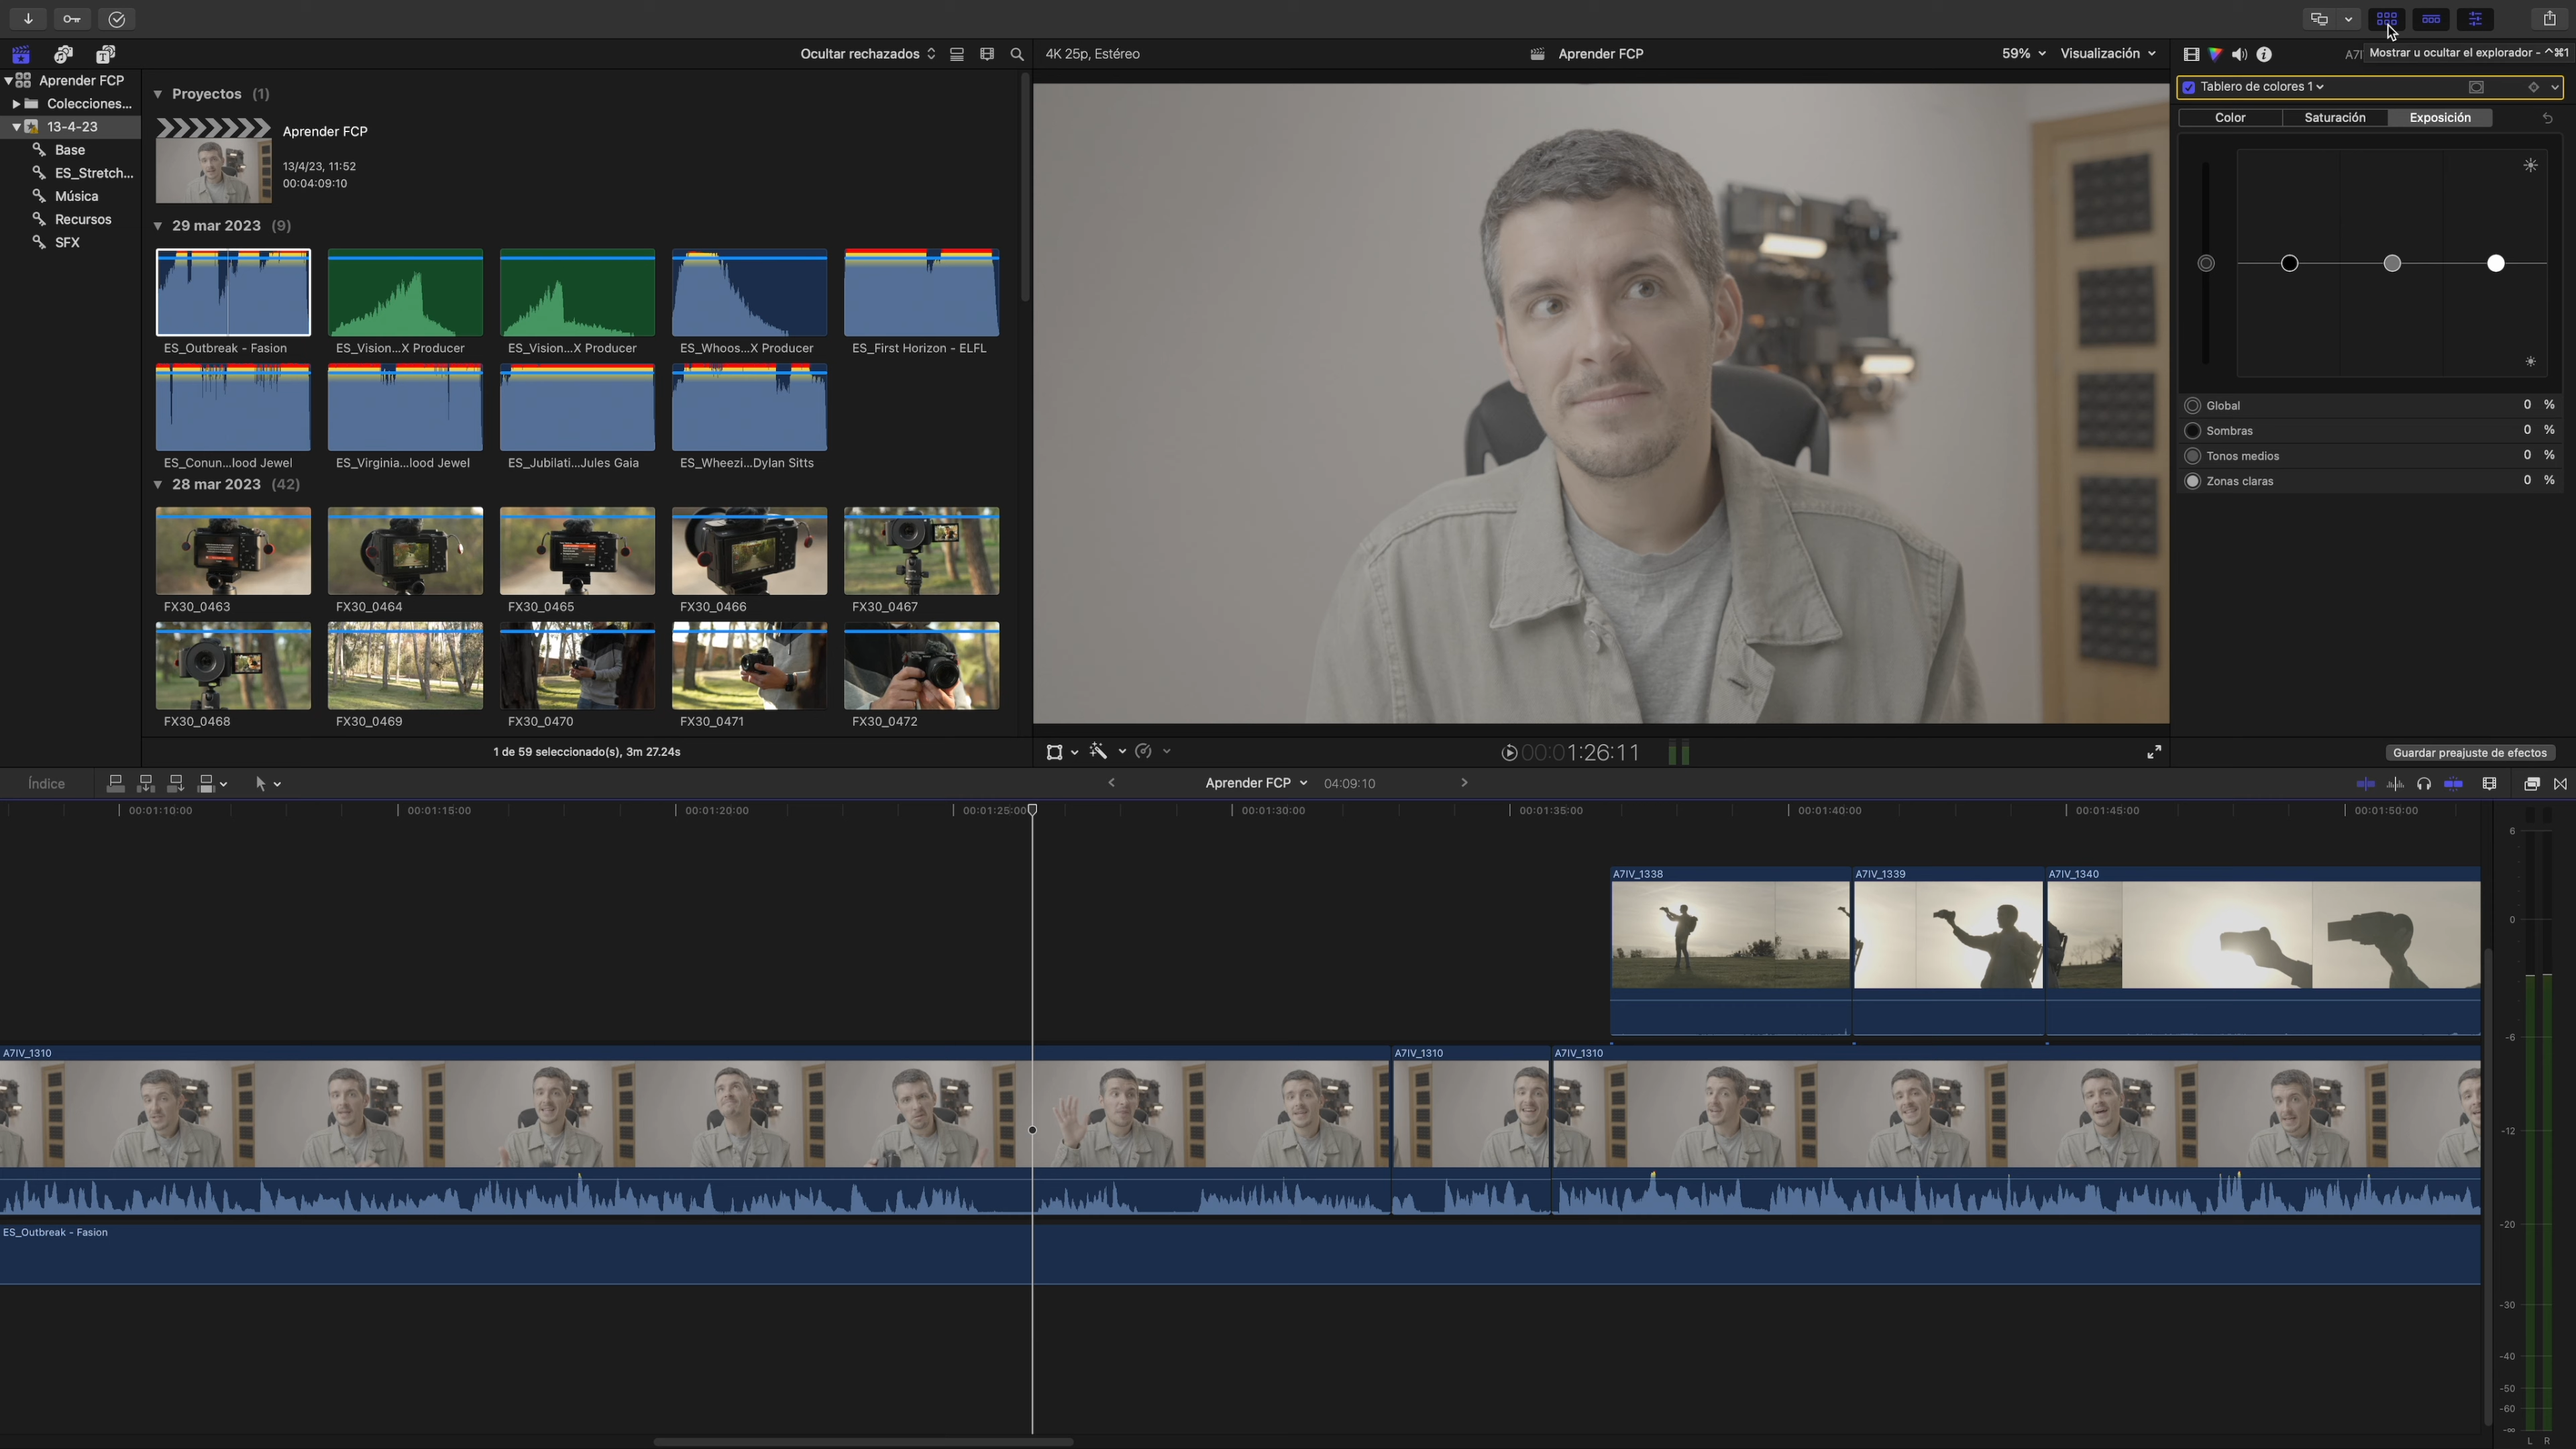 Ocultar rechazados
4K 25p, Estéreo
Aprender FCP
59%
Visualización
Mostrar u ocultar el explorador - ^⌘1
Aprender FCP
Colecciones...
13-4-23
Base
ES_Stretch...
Música
Recursos
SFX
Proyectos (1)
Aprender FCP
13/4/23, 11:52
00:04:09:10
29 mar 2023 (9)
ES_Outbreak - Fasion
ES_Vision...X Producer
ES_Vision...X Producer
ES_Whoos...X Producer
ES_First Horizon - ELFL
ES_Conun...lood Jewel
ES_Virginia...lood Jewel
ES_Jubilati...Jules Gaia
ES_Wheezi...Dylan Sitts
28 mar 2023 (42)
FX30_0463
FX30_0464
FX30_0465
FX30_0466
FX30_0467
FX30_0468
FX30_0469
FX30_0470
FX30_0471
FX30_0472
1 de 59 seleccionado(s), 3m 27.24s
00:01:26:11
Tablero de colores 1
Color
Saturación
Exposición
Global 0 %
Sombras 0 %
Tonos medios 0 %
Zonas claras 0 %
Guardar preajuste de efectos
Índice
Aprender FCP
04:09:10
00:01:10:00
00:01:15:00
00:01:20:00
00:01:25:00
00:01:30:00
00:01:35:00
00:01:40:00
00:01:45:00
00:01:50:00
A7IV_1338
A7IV_1339
A7IV_1340
A7IV_1310
A7IV_1310
A7IV_1310
ES_Outbreak - Fasion
6
0
-6
-12
-20
-30
-40
-50
-60
-∞
L R